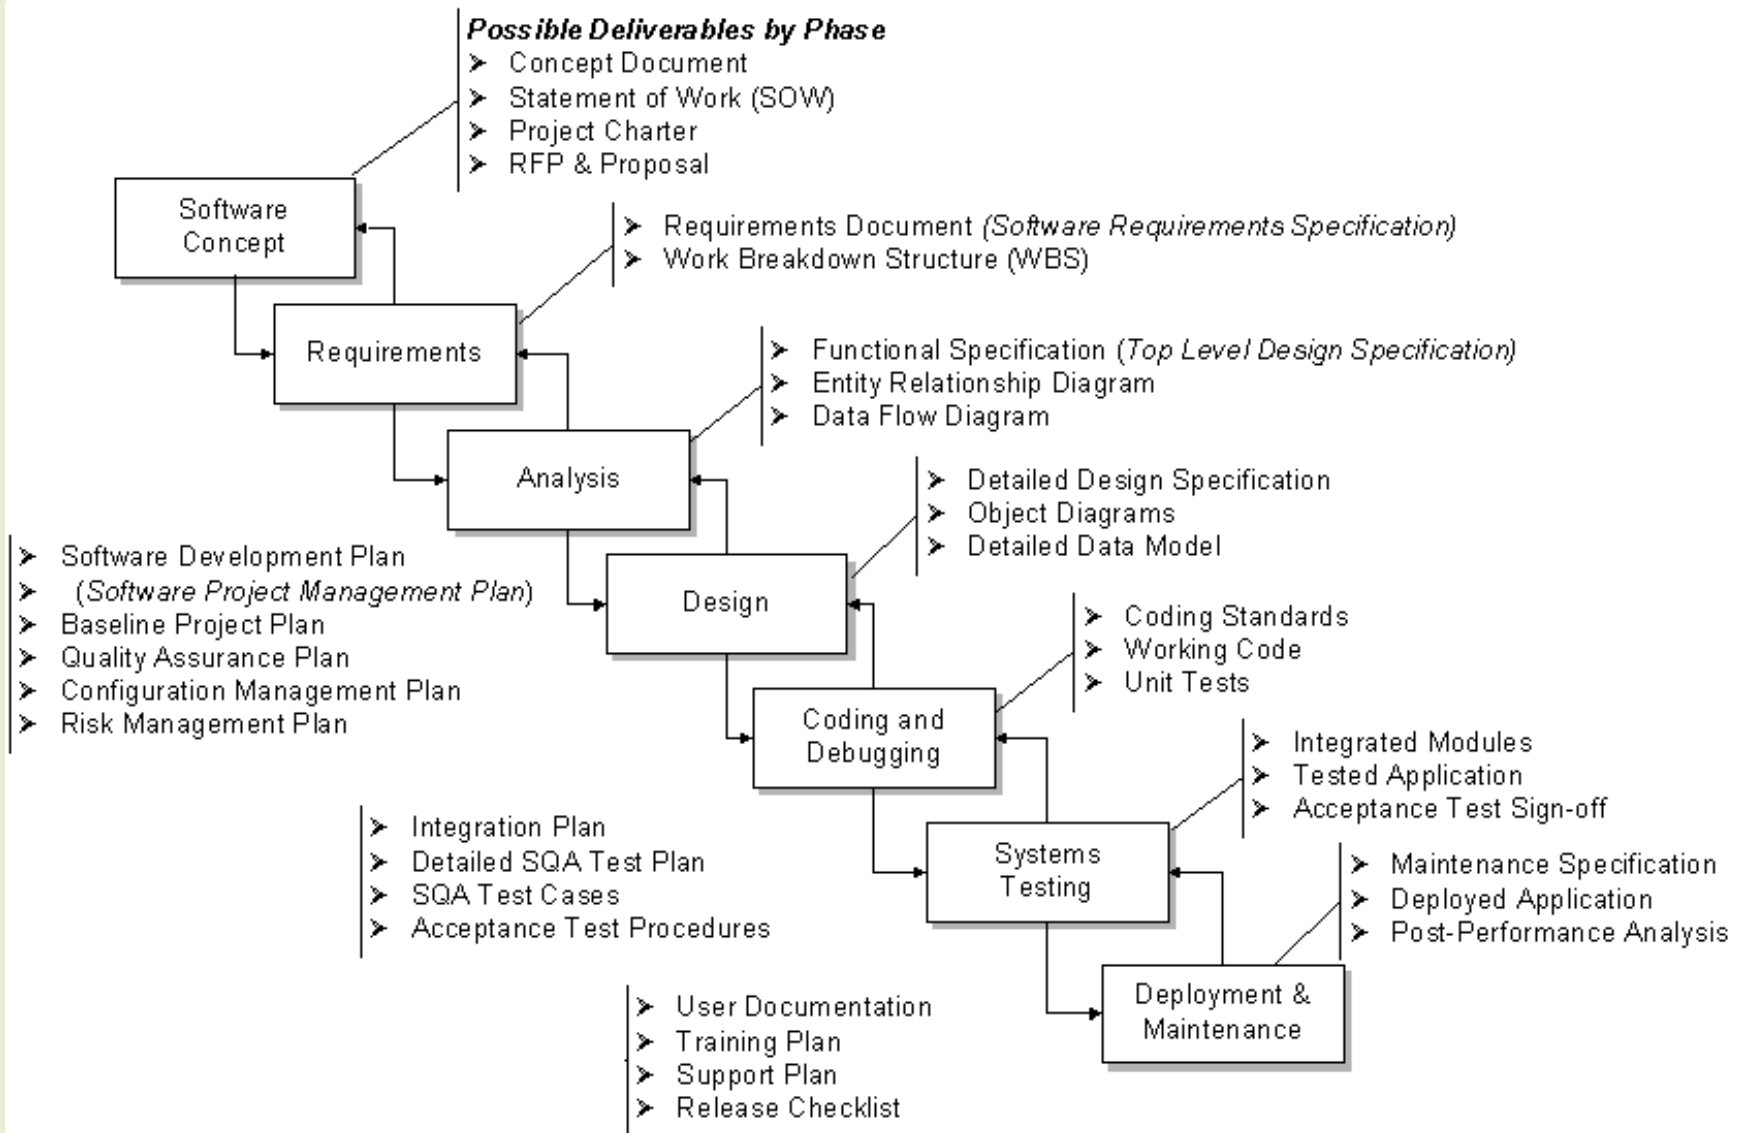 Possible Deliverables by Phase
➢ Concept Document
➢ Statement of Work (SOW)
➢ Project Charter
➢ RFP & Proposal
Software
Concept
➢ Requirements Document (Software Requirements Specification)
➢ Work Breakdown Structure (WBS)
Requirements
➢ Functional Specification (Top Level Design Specification)
➢ Entity Relationship Diagram
➢ Data Flow Diagram
Analysis
➢ Detailed Design Specification
➢ Object Diagrams
➢ Detailed Data Model
➢ Software Development Plan
➢ (Software Project Management Plan)
➢ Baseline Project Plan
➢ Quality Assurance Plan
➢ Configuration Management Plan
➢ Risk Management Plan
Design
➢ Coding Standards
➢ Working Code
➢ Unit Tests
Coding and
Debugging
➢ Integrated Modules
➢ Tested Application
➢ Acceptance Test Sign-off
➢ Integration Plan
➢ Detailed SQA Test Plan
➢ SQA Test Cases
➢ Acceptance Test Procedures
Systems
Testing
➢ Maintenance Specification
➢ Deployed Application
➢ Post-Performance Analysis
Deployment &
Maintenance
➢ User Documentation
➢ Training Plan
➢ Support Plan
➢ Release Checklist